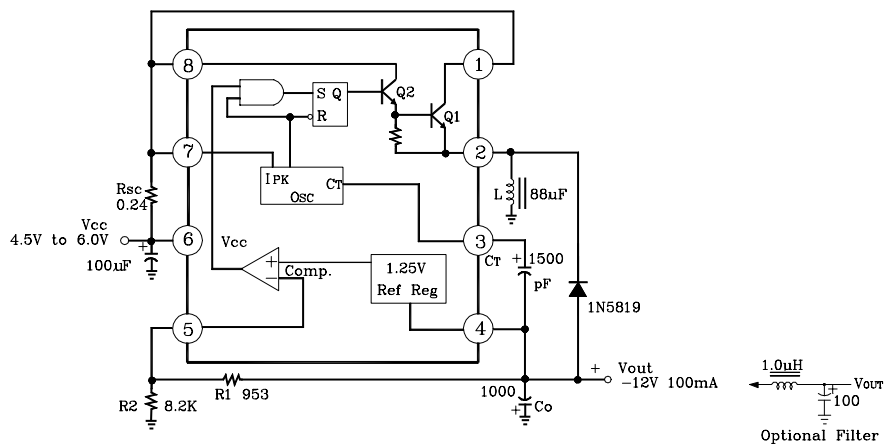 8
1
S Q
Q2
R
Q1
7
2
IPK
CT
OSC
L
88uF
RSC
0.24
Vcc
4.5V to 6.0V
+
6
Vcc
3
CT
+ 1500
pF
100uF
+
−
Comp.
1.25V
Ref Reg
1N5819
5
4
+ Vout
−12V 100mA
R1 953
1000
+
Co
R2
8.2K
1.0uH
VOUT
+
100
Optional Filter